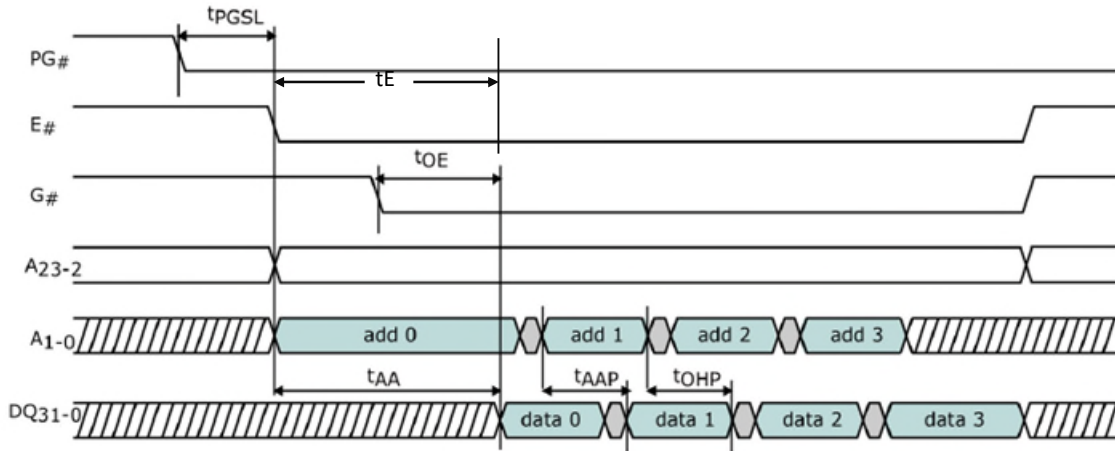 tPGSL
PG#
tE
E#
tOE
G#
A23-2
A1-0 add 0 add 1 add 2 add 3
tAA tAAP tOHP
DQ31-0 data 0 data 1 data 2 data 3